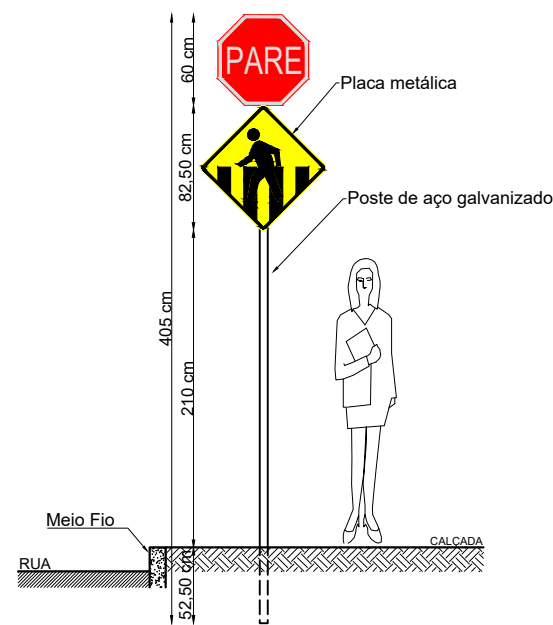 PARE
60 cm
Placa metálica
82,50 cm
Poste de aço galvanizado
405 cm
210 cm
Meio Fio
CALÇADA
RUA
52,50 cm